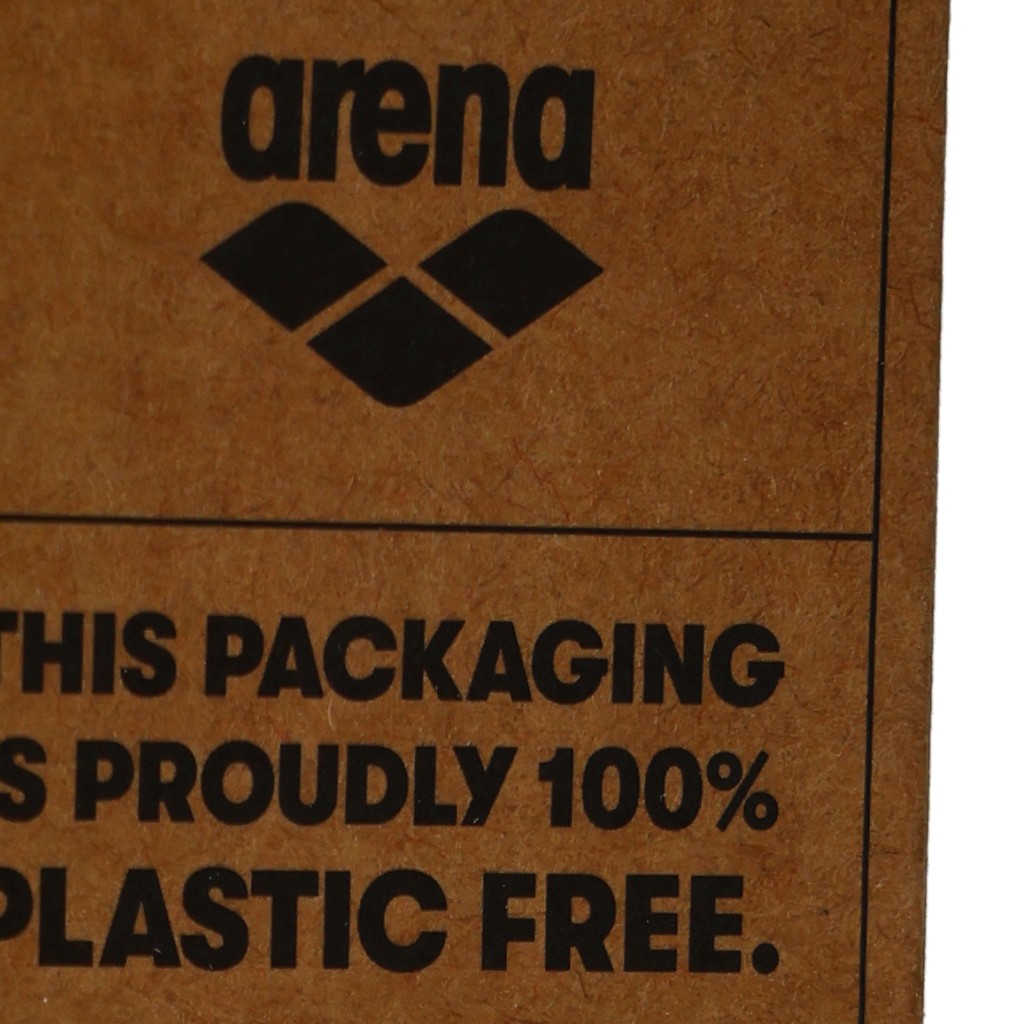 arena
THIS PACKAGING
S PROUDLY 100%
PLASTIC FREE.